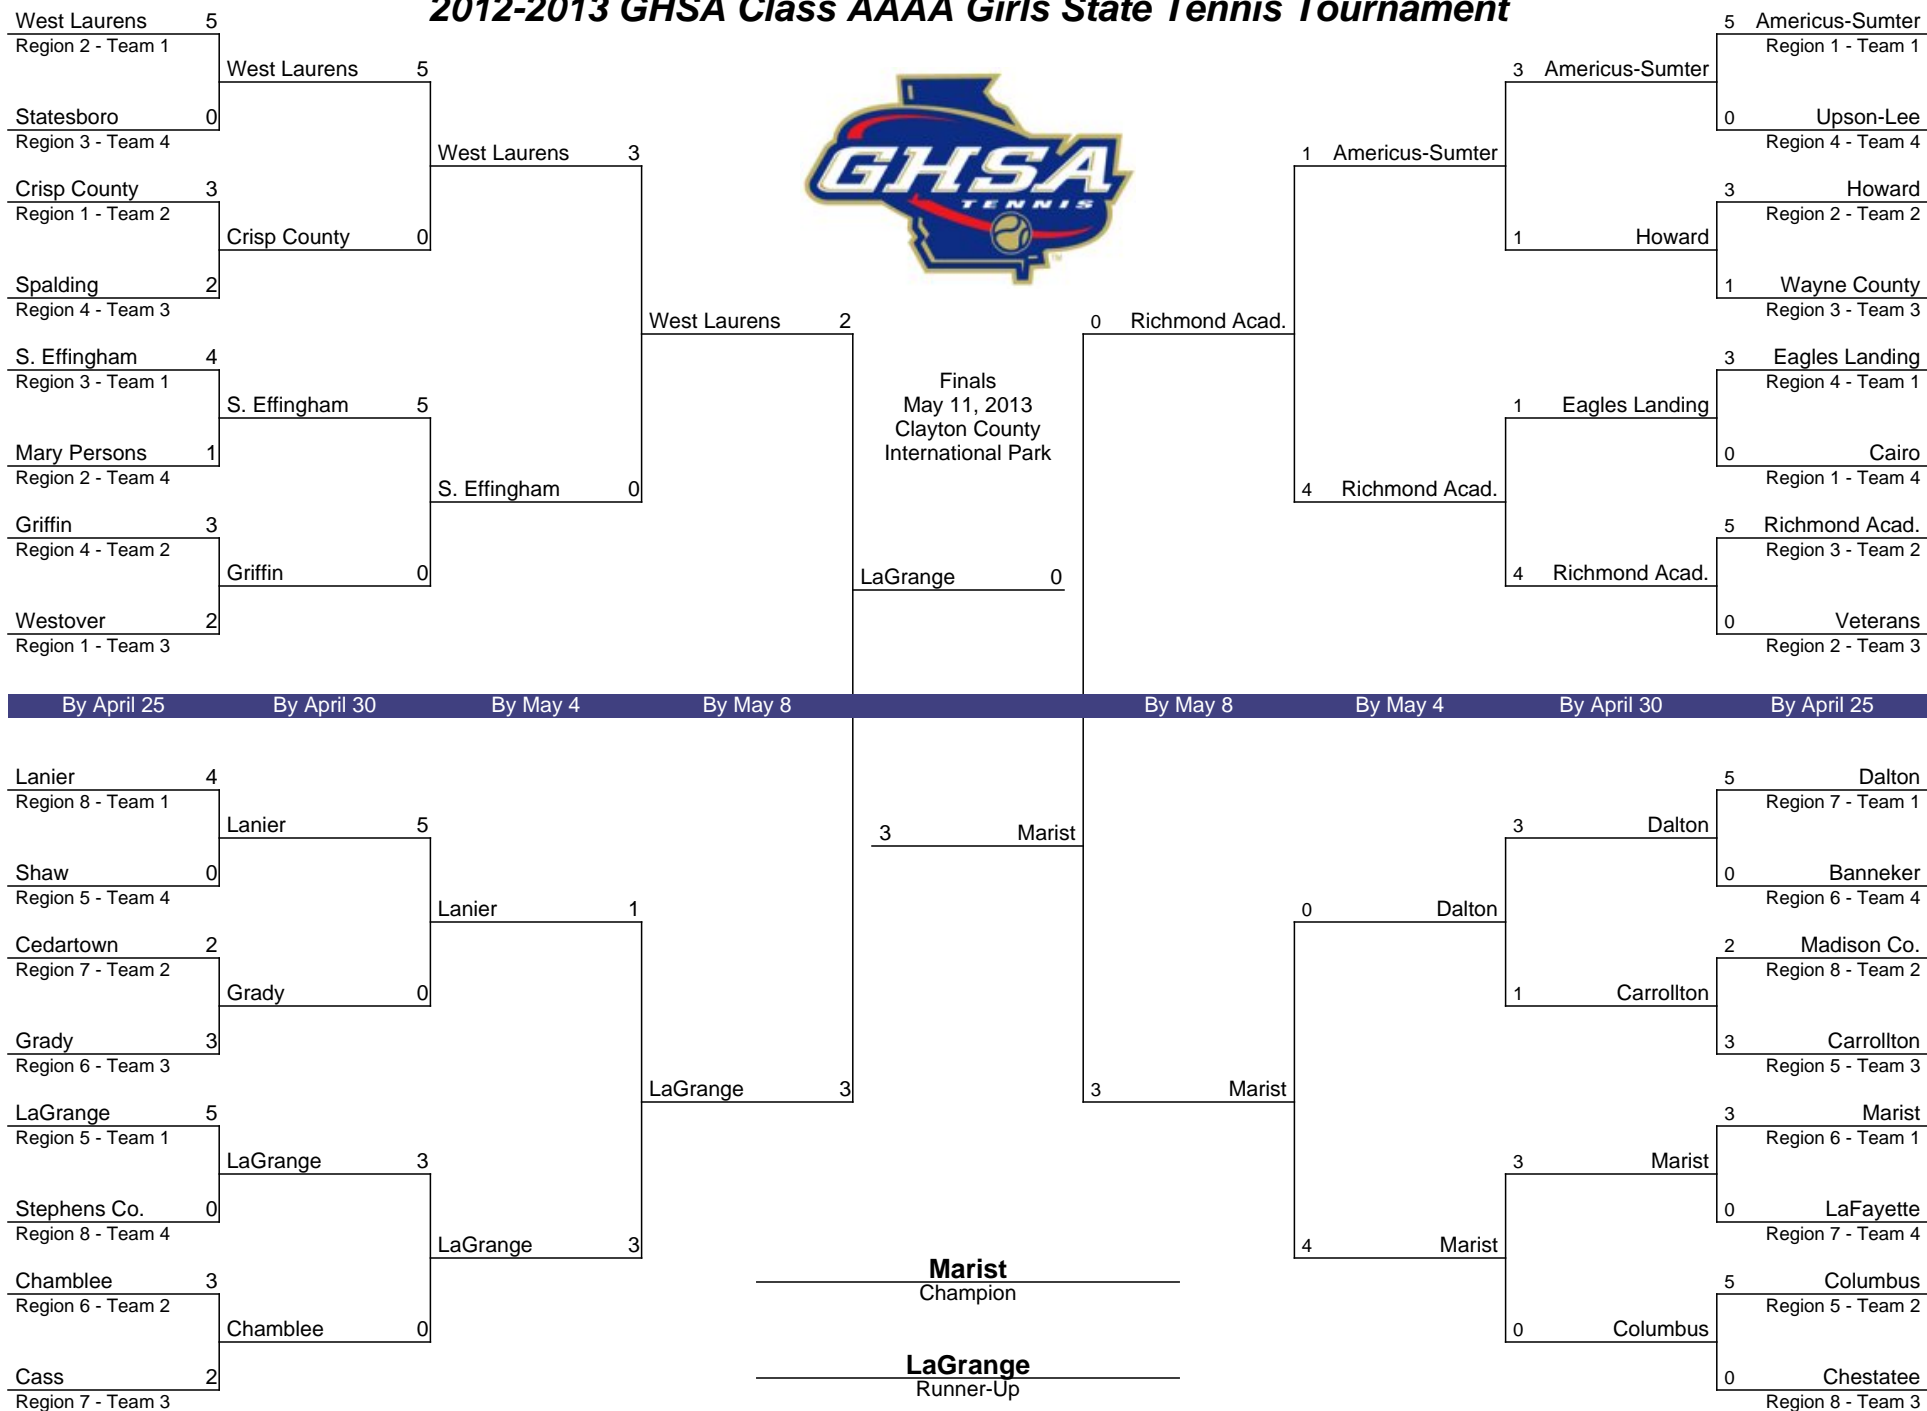 2012-2013 GHSA Class AAAA Girls State Tennis Tournament
West Laurens 5
Region 2 - Team 1
Statesboro 0
Region 3 - Team 4
Crisp County 3
Region 1 - Team 2
Spalding 2
Region 4 - Team 3
S. Effingham 4
Region 3 - Team 1
Mary Persons 1
Region 2 - Team 4
Griffin 3
Region 4 - Team 2
Westover 2
Region 1 - Team 3
West Laurens 5
Crisp County 0
S. Effingham 5
Griffin 0
West Laurens 3
S. Effingham 0
West Laurens 2
GHSA
TENNIS
TM
Finals
May 11, 2013
Clayton County
International Park
LaGrange 0
0 Richmond Acad.
1 Americus-Sumter
4 Richmond Acad.
3 Americus-Sumter
1 Howard
1 Eagles Landing
4 Richmond Acad.
5 Americus-Sumter
Region 1 - Team 1
0 Upson-Lee
Region 4 - Team 4
3 Howard
Region 2 - Team 2
1 Wayne County
Region 3 - Team 3
3 Eagles Landing
Region 4 - Team 1
0 Cairo
Region 1 - Team 4
5 Richmond Acad.
Region 3 - Team 2
0 Veterans
Region 2 - Team 3
By April 25 By April 30 By May 4 By May 8 By May 8 By May 4 By April 30 By April 25
Lanier 4
Region 8 - Team 1
Shaw 0
Region 5 - Team 4
Cedartown 2
Region 7 - Team 2
Grady 3
Region 6 - Team 3
LaGrange 5
Region 5 - Team 1
Stephens Co. 0
Region 8 - Team 4
Chamblee 3
Region 6 - Team 2
Cass 2
Region 7 - Team 3
Lanier 5
Grady 0
LaGrange 3
Chamblee 0
Lanier 1
LaGrange 3
LaGrange 3
3 Marist
Marist
Champion
LaGrange
Runner-Up
3 Marist
0 Dalton
4 Marist
3 Dalton
1 Carrollton
3 Marist
0 Columbus
5 Dalton
Region 7 - Team 1
0 Banneker
Region 6 - Team 4
2 Madison Co.
Region 8 - Team 2
3 Carrollton
Region 5 - Team 3
3 Marist
Region 6 - Team 1
0 LaFayette
Region 7 - Team 4
5 Columbus
Region 5 - Team 2
0 Chestatee
Region 8 - Team 3